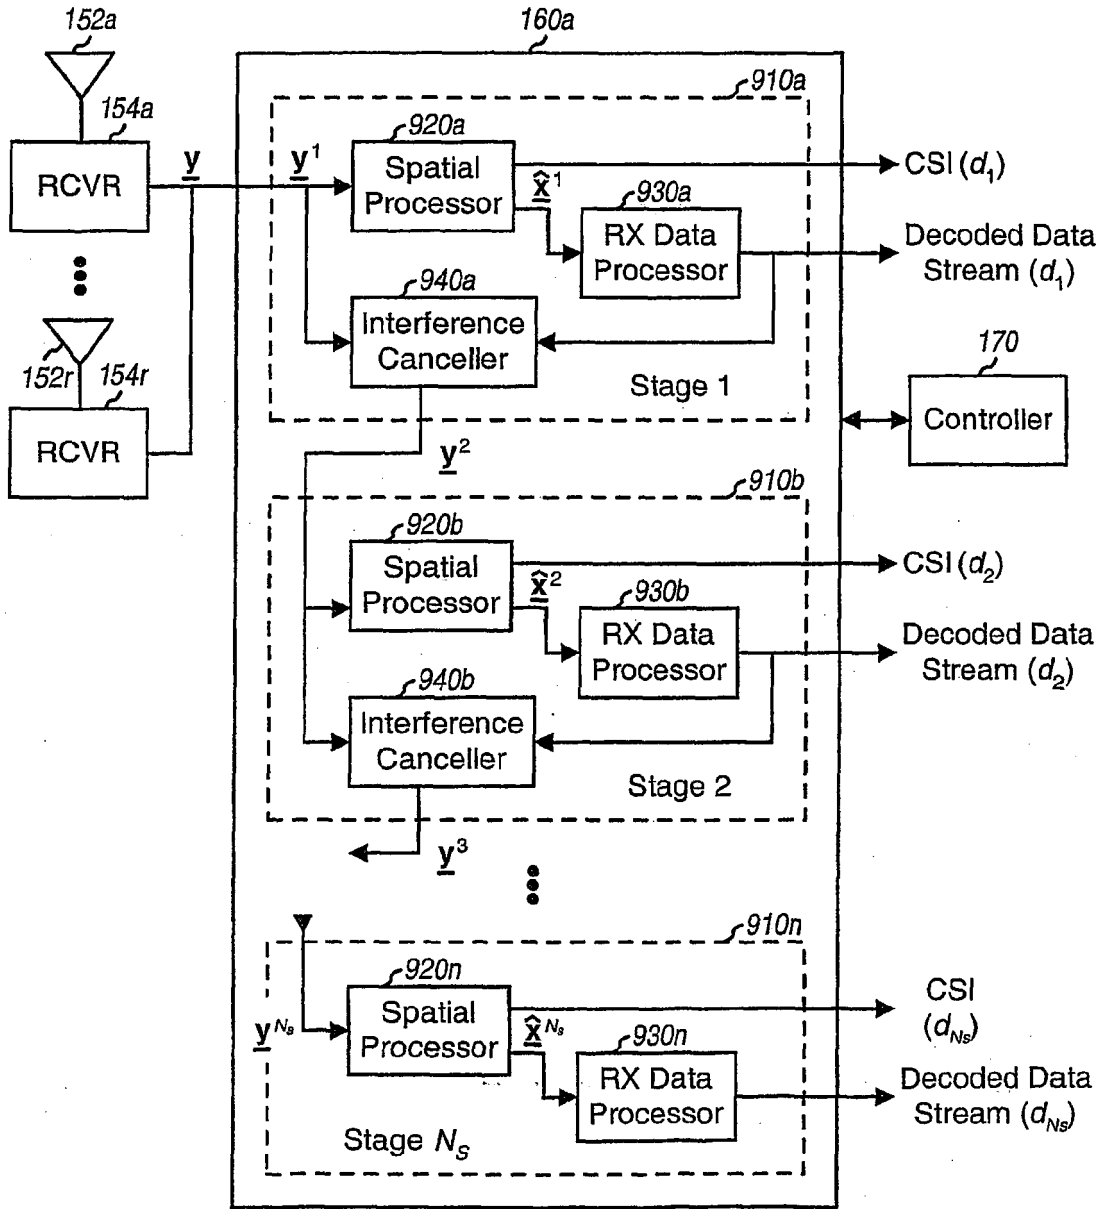 152a
160a
154a
RCVR
y
152r
154r
RCVR
910a
y1
920a
Spatial
Processor
x̂1
930a
RX Data
Processor
940a
Interference
Canceller
Stage 1
CSI (d1)
Decoded Data
Stream (d1)
170
Controller
y2
910b
920b
Spatial
Processor
x̂2
930b
RX Data
Processor
940b
Interference
Canceller
Stage 2
CSI (d2)
Decoded Data
Stream (d2)
y3
910n
920n
Spatial
Processor
yNs
x̂Ns
930n
RX Data
Processor
Stage NS
CSI
(dNs)
Decoded Data
Stream (dNs)